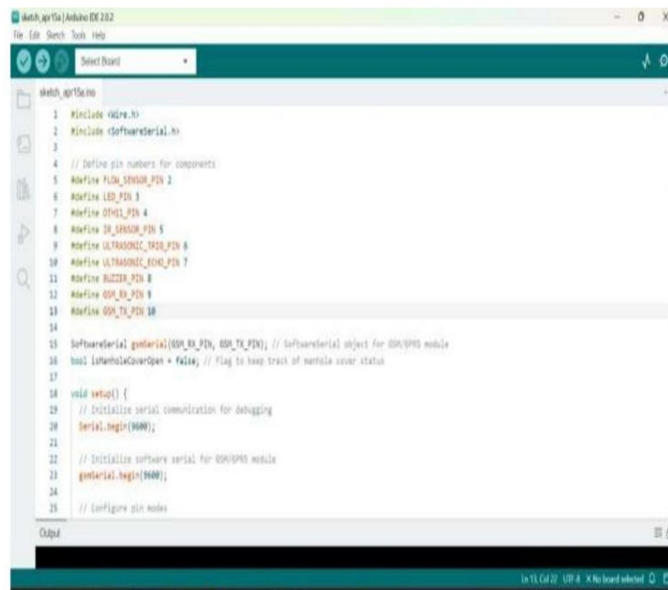 sketch_apr15a | Arduino IDE 2.0.2
File Edit Sketch Tools Help
Select Board
sketch_apr15a.ino
1 #include <Wire.h>
2 #include <SoftwareSerial.h>
3
4 // Define pin numbers for components
5 #define FLOW_SENSOR_PIN 2
6 #define LED_PIN 3
7 #define DTH11_PIN 4
8 #define IR_SENSOR_PIN 5
9 #define ULTRASONIC_TRIG_PIN 6
10 #define ULTRASONIC_ECHO_PIN 7
11 #define BUZZER_PIN 8
12 #define GSM_RX_PIN 9
13 #define GSM_TX_PIN 10
14
15 SoftwareSerial gsmSerial(GSM_RX_PIN, GSM_TX_PIN); // SoftwareSerial object for GSM/GPRS module
16 bool isManholeCoverOpen = false; // Flag to keep track of manhole cover status
17
18 void setup() {
19 // Initialize serial communication for debugging
20 Serial.begin(9600);
21
22 // Initialize software serial for GSM/GPRS module
23 gsmSerial.begin(9600);
24
25 // Configure pin modes
Output
Ln 13, Col 22 UTF-8 X No board selected